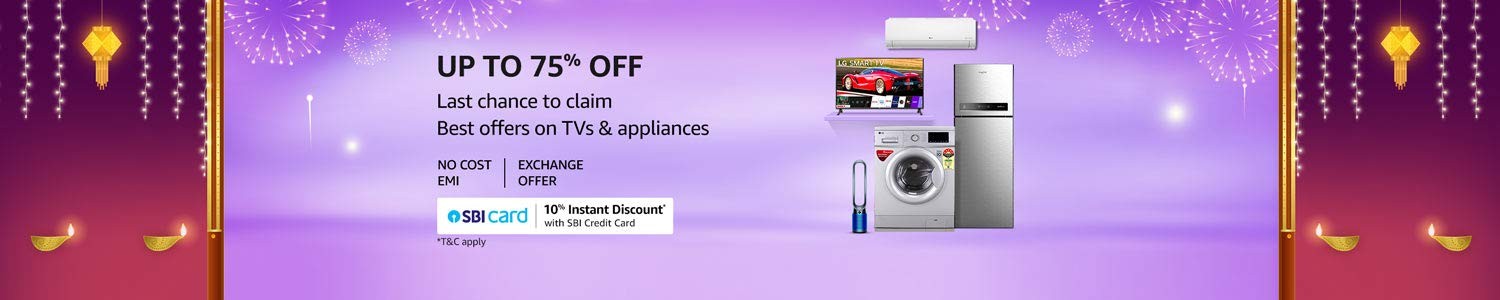 UP TO 75% OFF
Last chance to claim
Best offers on TVs & appliances
NO COST
EMI
EXCHANGE
OFFER
SBI card
10% Instant Discount*
with SBI Credit Card
*T&C apply
LG SMART TV